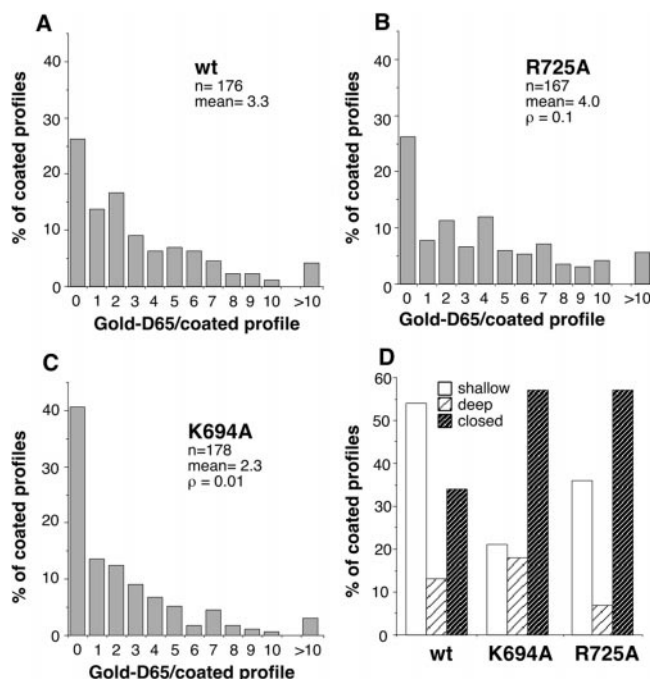 A
wt
n= 176
mean= 3.3
% of coated profiles
40
30
20
10
0
0 1 2 3 4 5 6 7 8 9 10 >10
Gold-D65/coated profile
B
R725A
n=167
mean= 4.0
ρ = 0.1
% of coated profiles
40
30
20
10
0
0 1 2 3 4 5 6 7 8 9 10 >10
Gold-D65/coated profile
C
K694A
n=178
mean= 2.3
ρ = 0.01
% of coated profiles
40
30
20
10
0
0 1 2 3 4 5 6 7 8 9 10 >10
Gold-D65/coated profile
D
shallow
deep
closed
% of coated profiles
60
50
40
30
20
10
0
wt K694A R725A